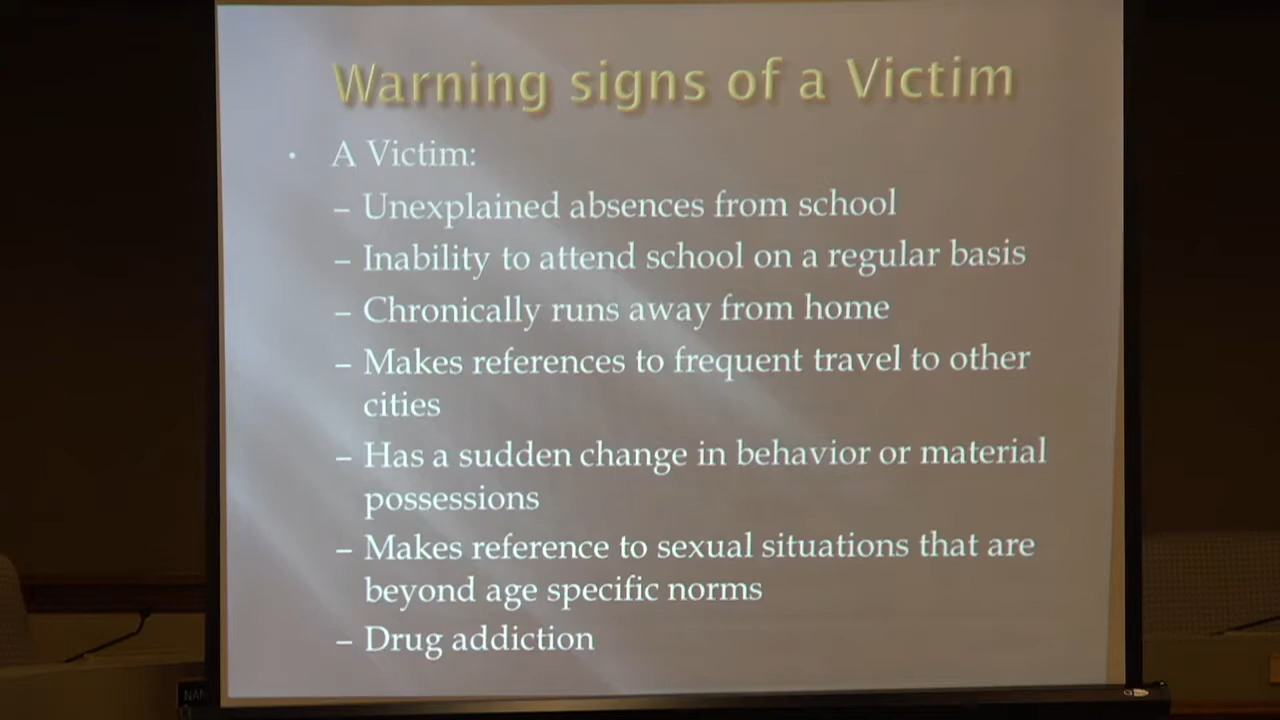 Warning signs of a Victim
• A Victim:
– Unexplained absences from school
– Inability to attend school on a regular basis
– Chronically runs away from home
– Makes references to frequent travel to other
cities
– Has a sudden change in behavior or material
possessions
– Makes reference to sexual situations that are
beyond age specific norms
– Drug addiction